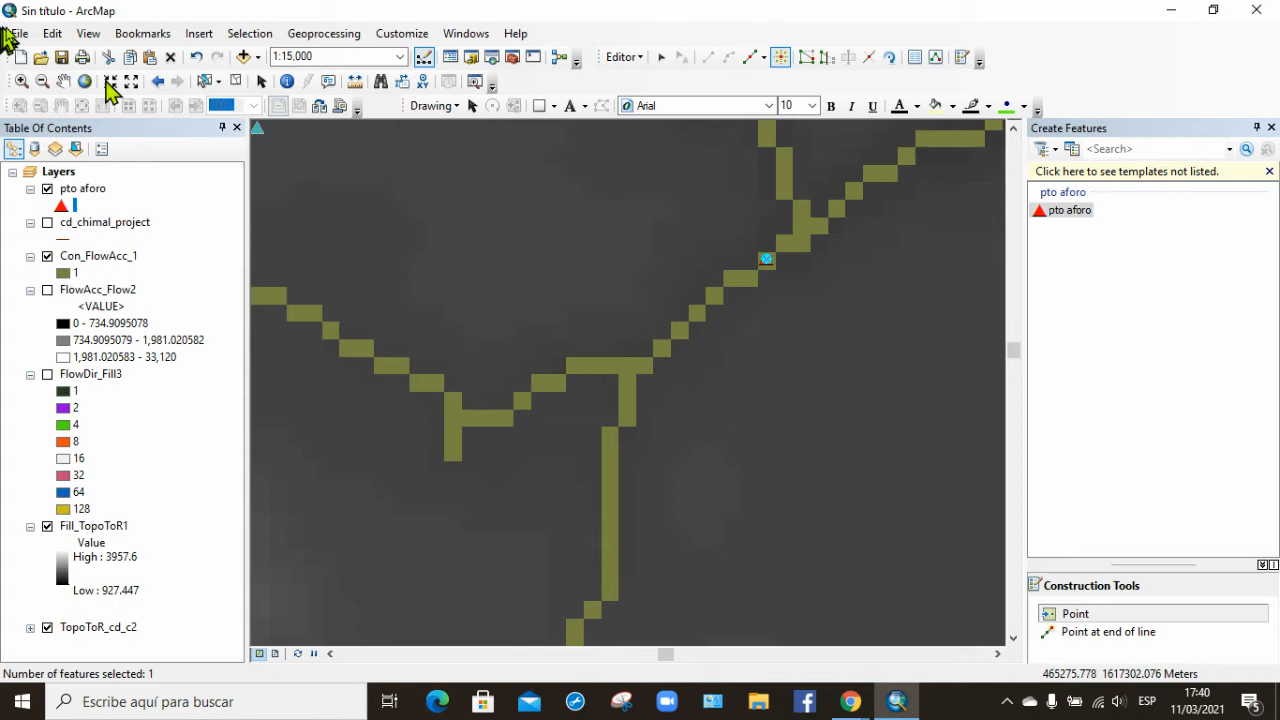 Sin título - ArcMap
File Edit View Bookmarks Insert Selection Geoprocessing Customize Windows Help
1:15,000 Editor
Drawing A Arial 10 B I U A
Table Of Contents
Layers
pto aforo
cd_chimal_project
Con_FlowAcc_1
1
FlowAcc_Flow2
<VALUE>
0 - 734.9095078
734.9095079 - 1,981.020582
1,981.020583 - 33,120
FlowDir_Fill3
1
2
4
8
16
32
64
128
Fill_TopoToR1
Value
High : 3957.6
Low : 927.447
TopoToR_cd_c2
Create Features
<Search>
Click here to see templates not listed.
pto aforo
pto aforo
Construction Tools
Point
Point at end of line
Number of features selected: 1
465275.778 1617302.076 Meters
Escribe aquí para buscar
ESP
17:40
11/03/2021
5